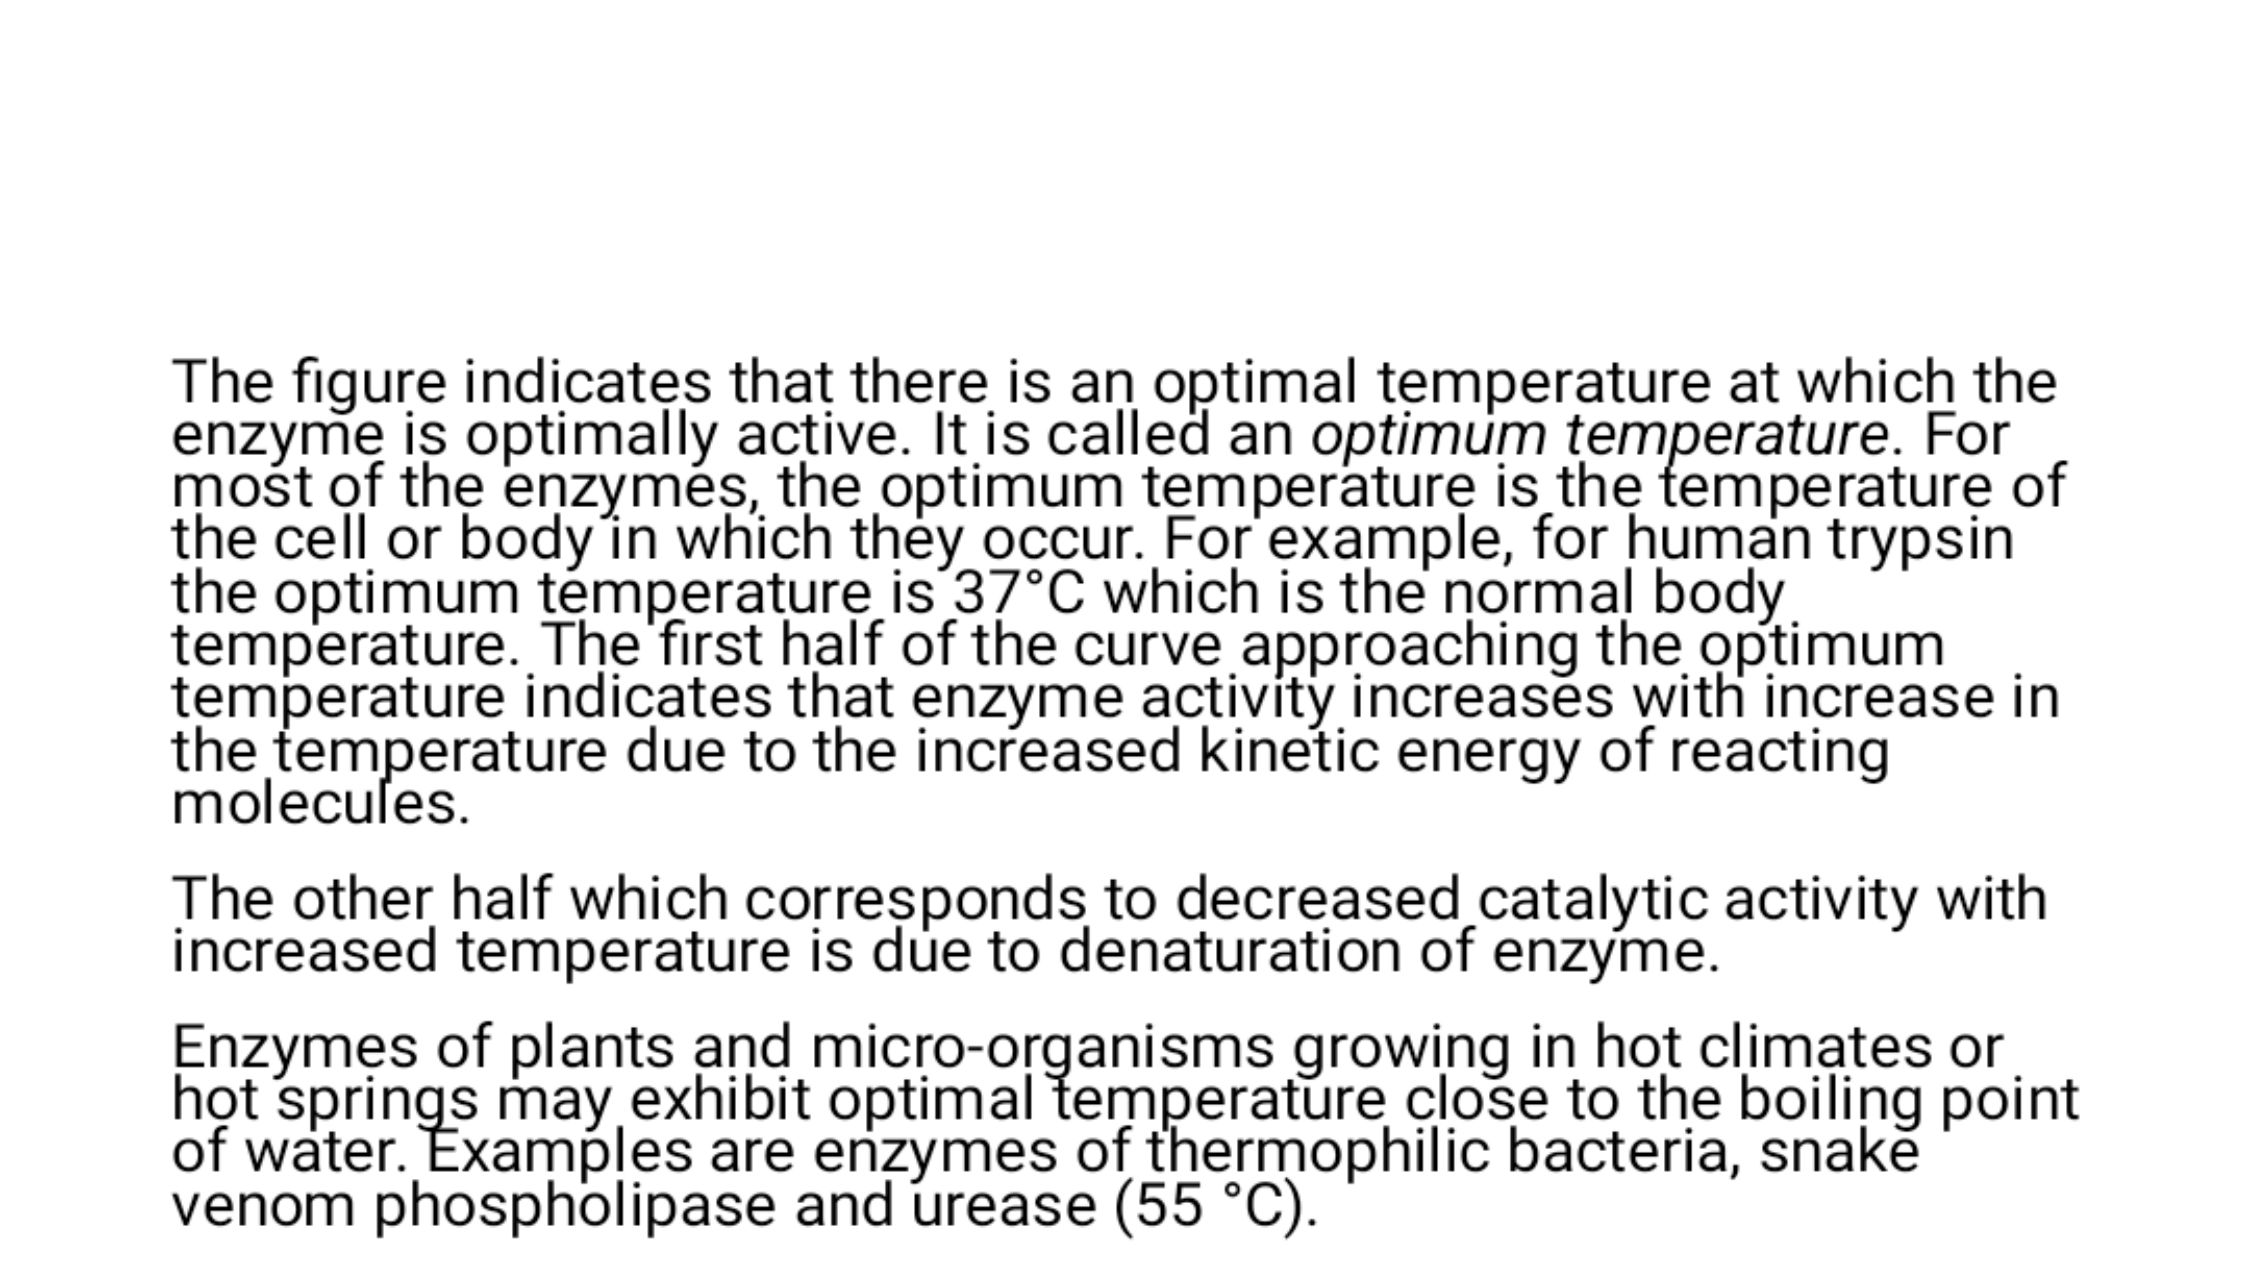 The figure indicates that there is an optimal temperature at which the
enzyme is optimally active. It is called an optimum temperature. For
most of the enzymes, the optimum temperature is the temperature of
the cell or body in which they occur. For example, for human trypsin
the optimum temperature is 37°C which is the normal body
temperature. The first half of the curve approaching the optimum
temperature indicates that enzyme activity increases with increase in
the temperature due to the increased kinetic energy of reacting
molecules.
The other half which corresponds to decreased catalytic activity with
increased temperature is due to denaturation of enzyme.
Enzymes of plants and micro-organisms growing in hot climates or
hot springs may exhibit optimal temperature close to the boiling point
of water. Examples are enzymes of thermophilic bacteria, snake
venom phospholipase and urease (55 °C).